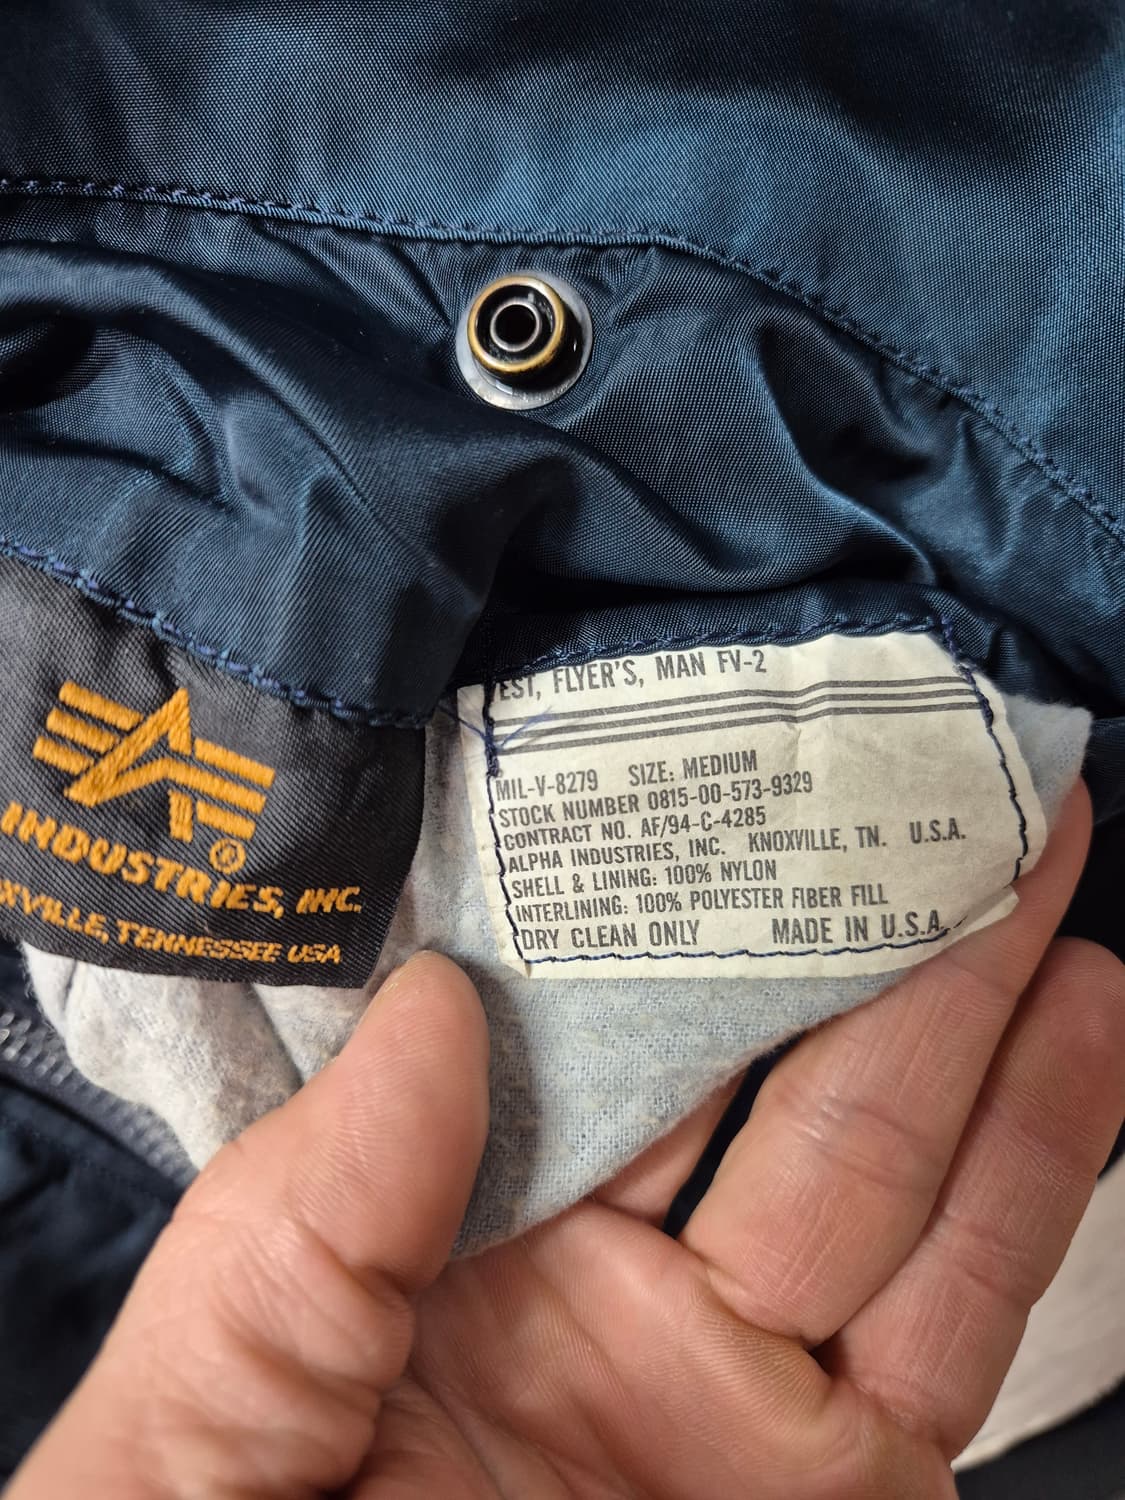 INDUSTRIES, INC.
XVILLE, TENNESSEE USA
EST, FLYER'S, MAN FV-2
MIL-V-8279 SIZE: MEDIUM
STOCK NUMBER 0815-00-573-9329
CONTRACT NO. AF/94-C-4285
ALPHA INDUSTRIES, INC. KNOXVILLE, TN. U.S.A.
SHELL & LINING: 100% NYLON
INTERLINING: 100% POLYESTER FIBER FILL
DRY CLEAN ONLY MADE IN U.S.A.